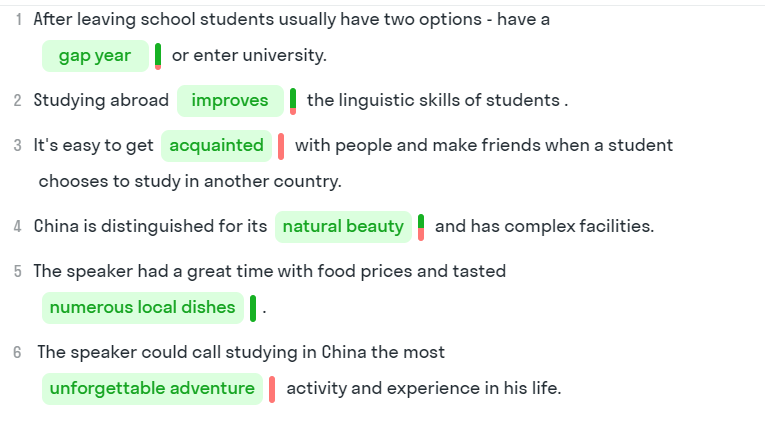 1 After leaving school students usually have two options - have a
gap year or enter university.
2 Studying abroad improves the linguistic skills of students .
3 It's easy to get acquainted with people and make friends when a student
chooses to study in another country.
4 China is distinguished for its natural beauty and has complex facilities.
5 The speaker had a great time with food prices and tasted
numerous local dishes .
6 The speaker could call studying in China the most
unforgettable adventure activity and experience in his life.